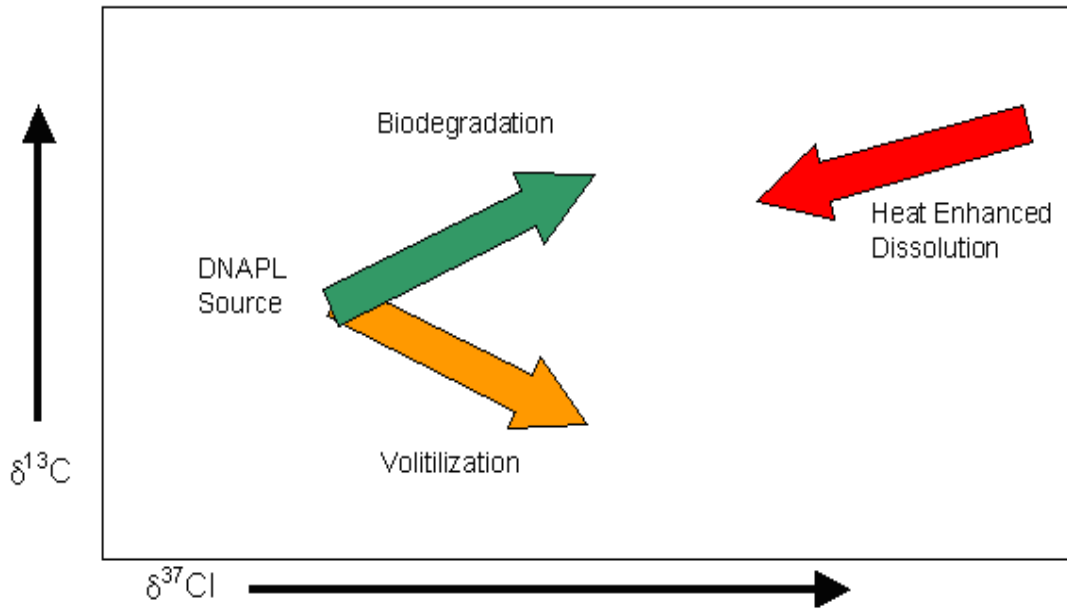 Biodegradation
Heat Enhanced
Dissolution
DNAPL
Source
Volitilization
δ¹³C
δ³⁷Cl